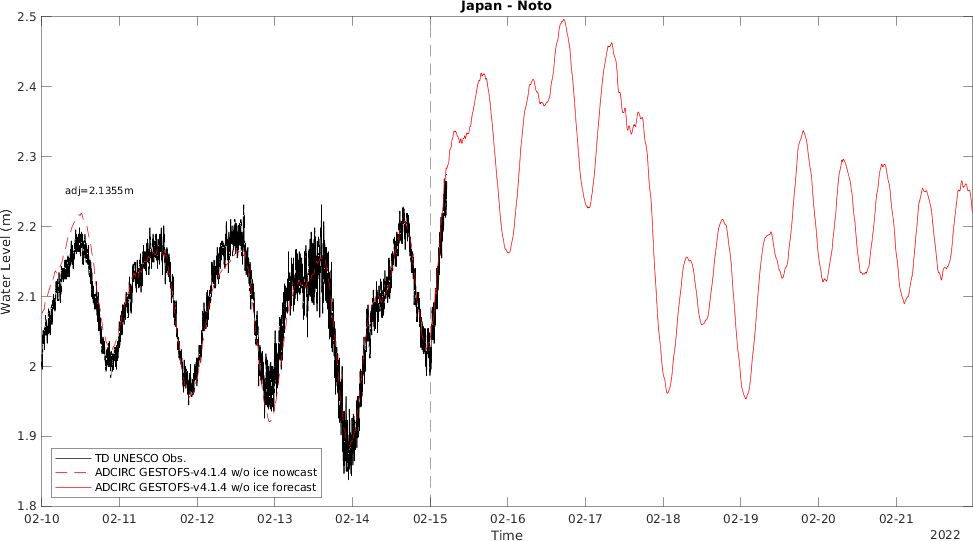 Japan - Noto
2.5
2.4
2.3
2.2
2.1
2
1.9
1.8
Water Level (m)
adj=2.1355m
TD UNESCO Obs.
ADCIRC GESTOFS-v4.1.4 w/o ice nowcast
ADCIRC GESTOFS-v4.1.4 w/o ice forecast
02-10 02-11 02-12 02-13 02-14 02-15 02-16 02-17 02-18 02-19 02-20 02-21
Time
2022